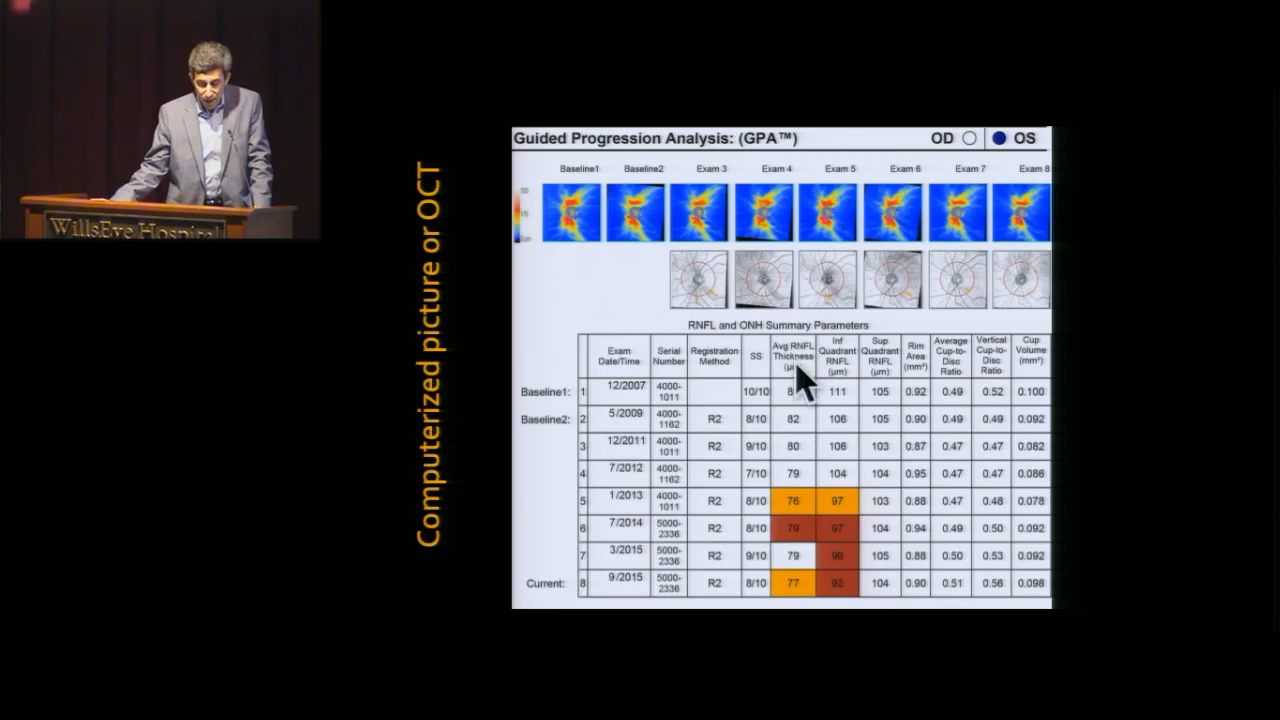 WillsEye Hospital
Computerized picture or OCT
Guided Progression Analysis: (GPA™) OD OS
Baseline1 Baseline2 Exam 3 Exam 4 Exam 5 Exam 6 Exam 7 Exam 8
RNFL and ONH Summary Parameters
Exam Date/Time Serial Number Registration Method SS Avg RNFL Thickness Inf Quadrant RNFL (μm) Sup Quadrant RNFL (μm) Rim Area (mm²) Average Cup-to-Disc Ratio Vertical Cup-to-Disc Ratio Cup Volume (mm³)
Baseline1: 1 12/2007 4000-1011 10/10 111 105 0.92 0.49 0.52 0.100
Baseline2: 2 5/2009 4000-1162 R2 8/10 82 106 105 0.90 0.49 0.49 0.092
3 12/2011 4000-1011 R2 9/10 80 106 103 0.87 0.47 0.47 0.082
4 7/2012 4000-1162 R2 7/10 79 104 104 0.95 0.47 0.47 0.086
5 1/2013 4000-1011 R2 8/10 76 97 103 0.88 0.47 0.48 0.078
6 7/2014 5000-2336 R2 8/10 79 97 104 0.94 0.49 0.50 0.092
7 3/2015 5000-2336 R2 9/10 79 99 105 0.88 0.50 0.53 0.092
Current: 8 9/2015 5000-2336 R2 8/10 77 93 104 0.90 0.51 0.56 0.098